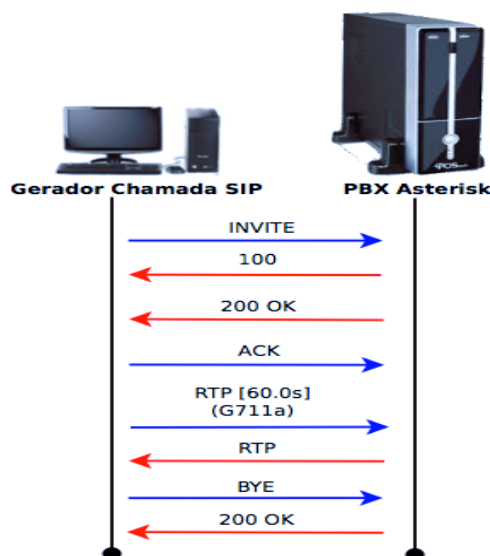 Gerador Chamada SIP
PBX Asterisk
INVITE
100
200 OK
ACK
RTP [60.0s]
(G711a)
RTP
BYE
200 OK